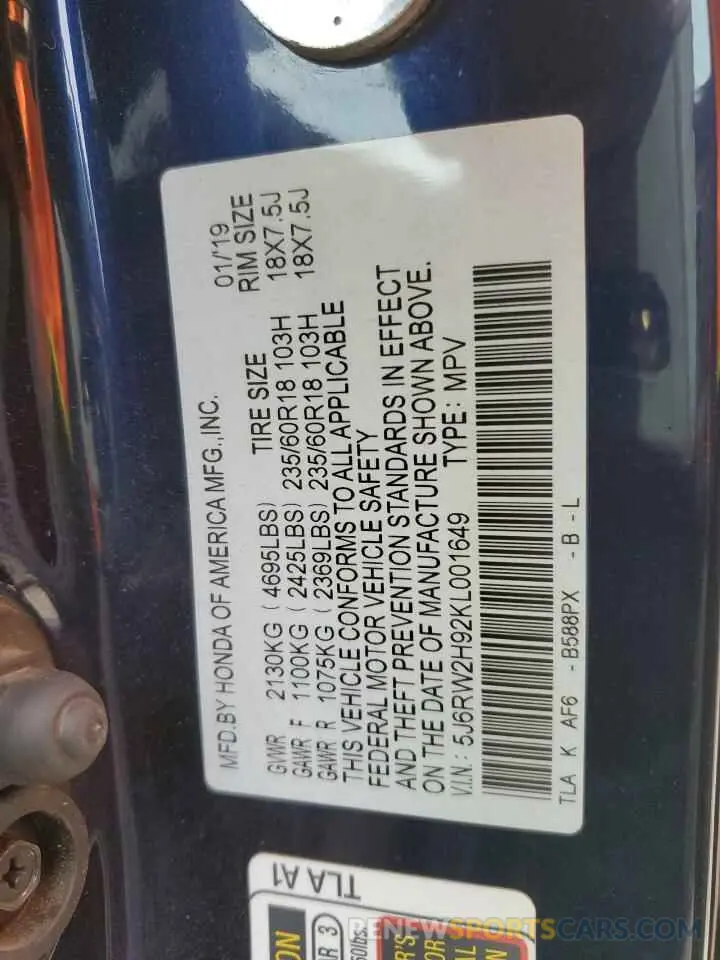 MFD.BY HONDA OF AMERICA MFG.,INC. 01/'19
TIRE SIZE RIM SIZE
GVWR 2130KG (4695LBS)
GAWR F 1100KG (2425LBS) 235/60R18 103H 18X7.5J
GAWR R 1075KG (2369LBS) 235/60R18 103H 18X7.5J
THIS VEHICLE CONFORMS TO ALL APPLICABLE
FEDERAL MOTOR VEHICLE SAFETY
AND THEFT PREVENTION STANDARDS IN EFFECT
ON THE DATE OF MANUFACTURE SHOWN ABOVE.
V.I.N.: 5J6RW2H92KL001649 TYPE: MPV
TLA K AF6 - B588PX - B - L
TLA A1
RENEWSPORTSCARS.COM